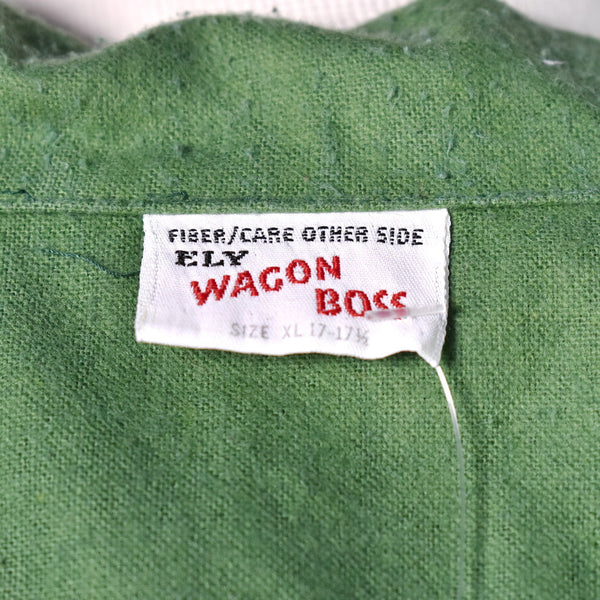 FIBER/CARE OTHER SIDE
ELY
WAGON
BOSS
SIZE XL 17-17½